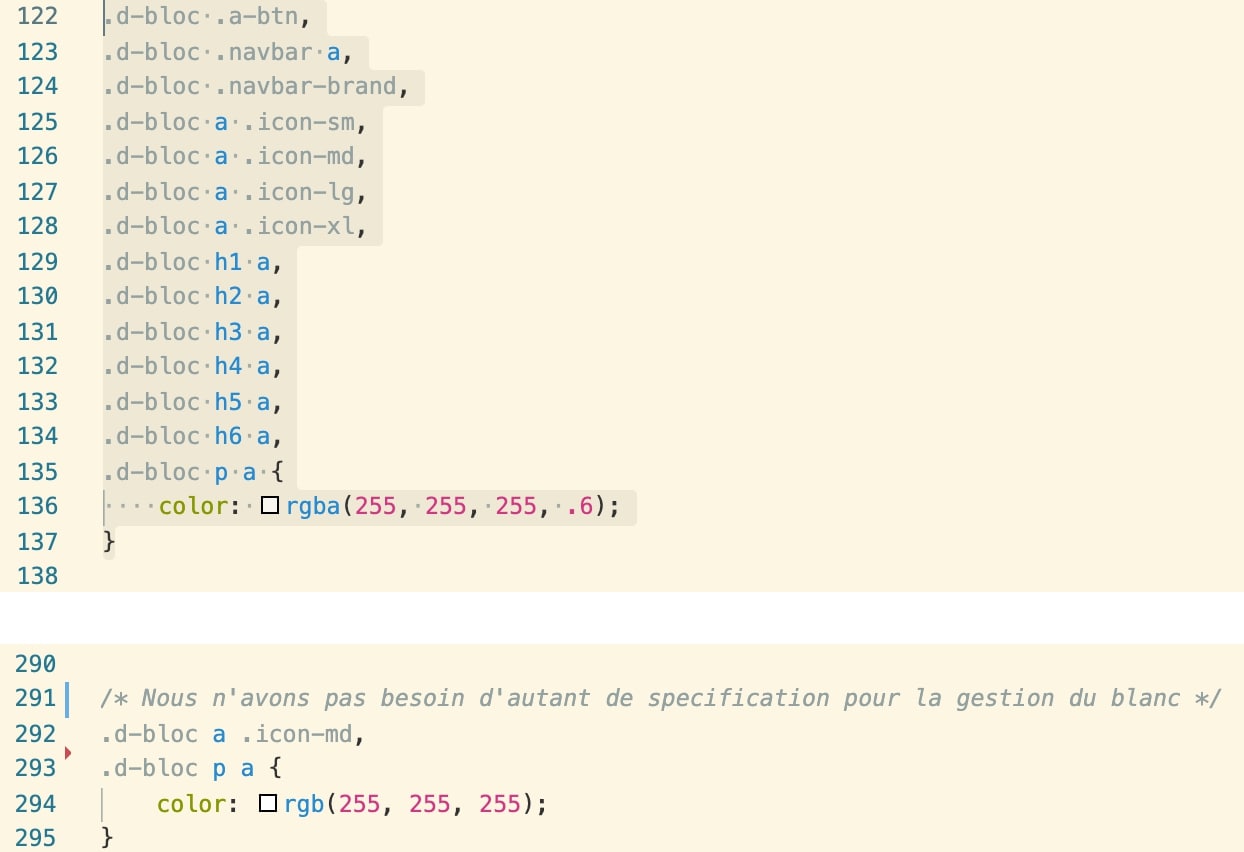 122 .d-bloc .a-btn,
123 .d-bloc .navbar a,
124 .d-bloc .navbar-brand,
125 .d-bloc a .icon-sm,
126 .d-bloc a .icon-md,
127 .d-bloc a .icon-lg,
128 .d-bloc a .icon-xl,
129 .d-bloc h1 a,
130 .d-bloc h2 a,
131 .d-bloc h3 a,
132 .d-bloc h4 a,
133 .d-bloc h5 a,
134 .d-bloc h6 a,
135 .d-bloc p a {
136     color: rgba(255, 255, 255, .6);
137 }
138
290
291 /* Nous n'avons pas besoin d'autant de specification pour la gestion du blanc */
292 .d-bloc a .icon-md,
293 .d-bloc p a {
294     color: rgb(255, 255, 255);
295 }